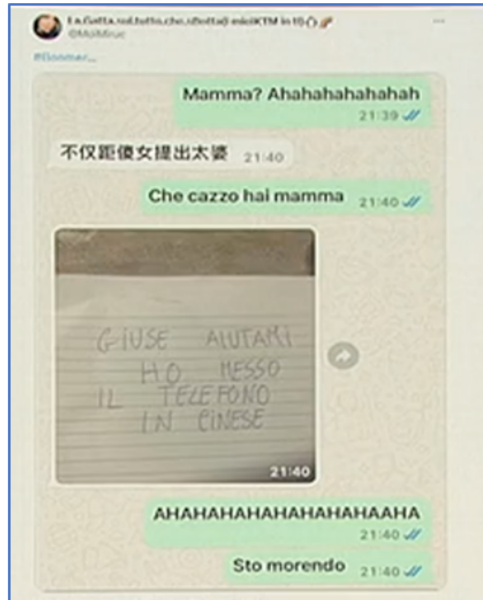 @MolMiruc
#Boomer...
Mamma? Ahahahahahahah
21:39
不仅距傻女提出太婆 21:40
Che cazzo hai mamma 21:40
GIUSE AIUTAMI
HO MESSO
IL TELEFONO
IN CINESE
21:40
AHAHAHAHAHAHAHAHAAHA
21:40
Sto morendo 21:40